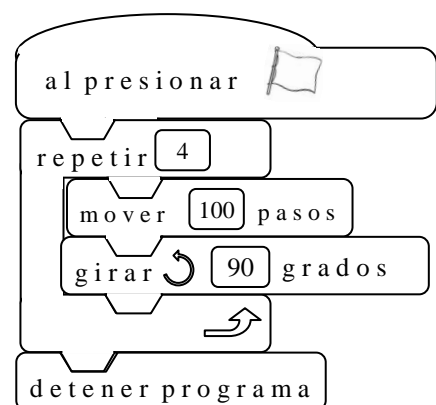 al presionar
repetir 4
mover 100 pasos
girar 90 grados
detener programa